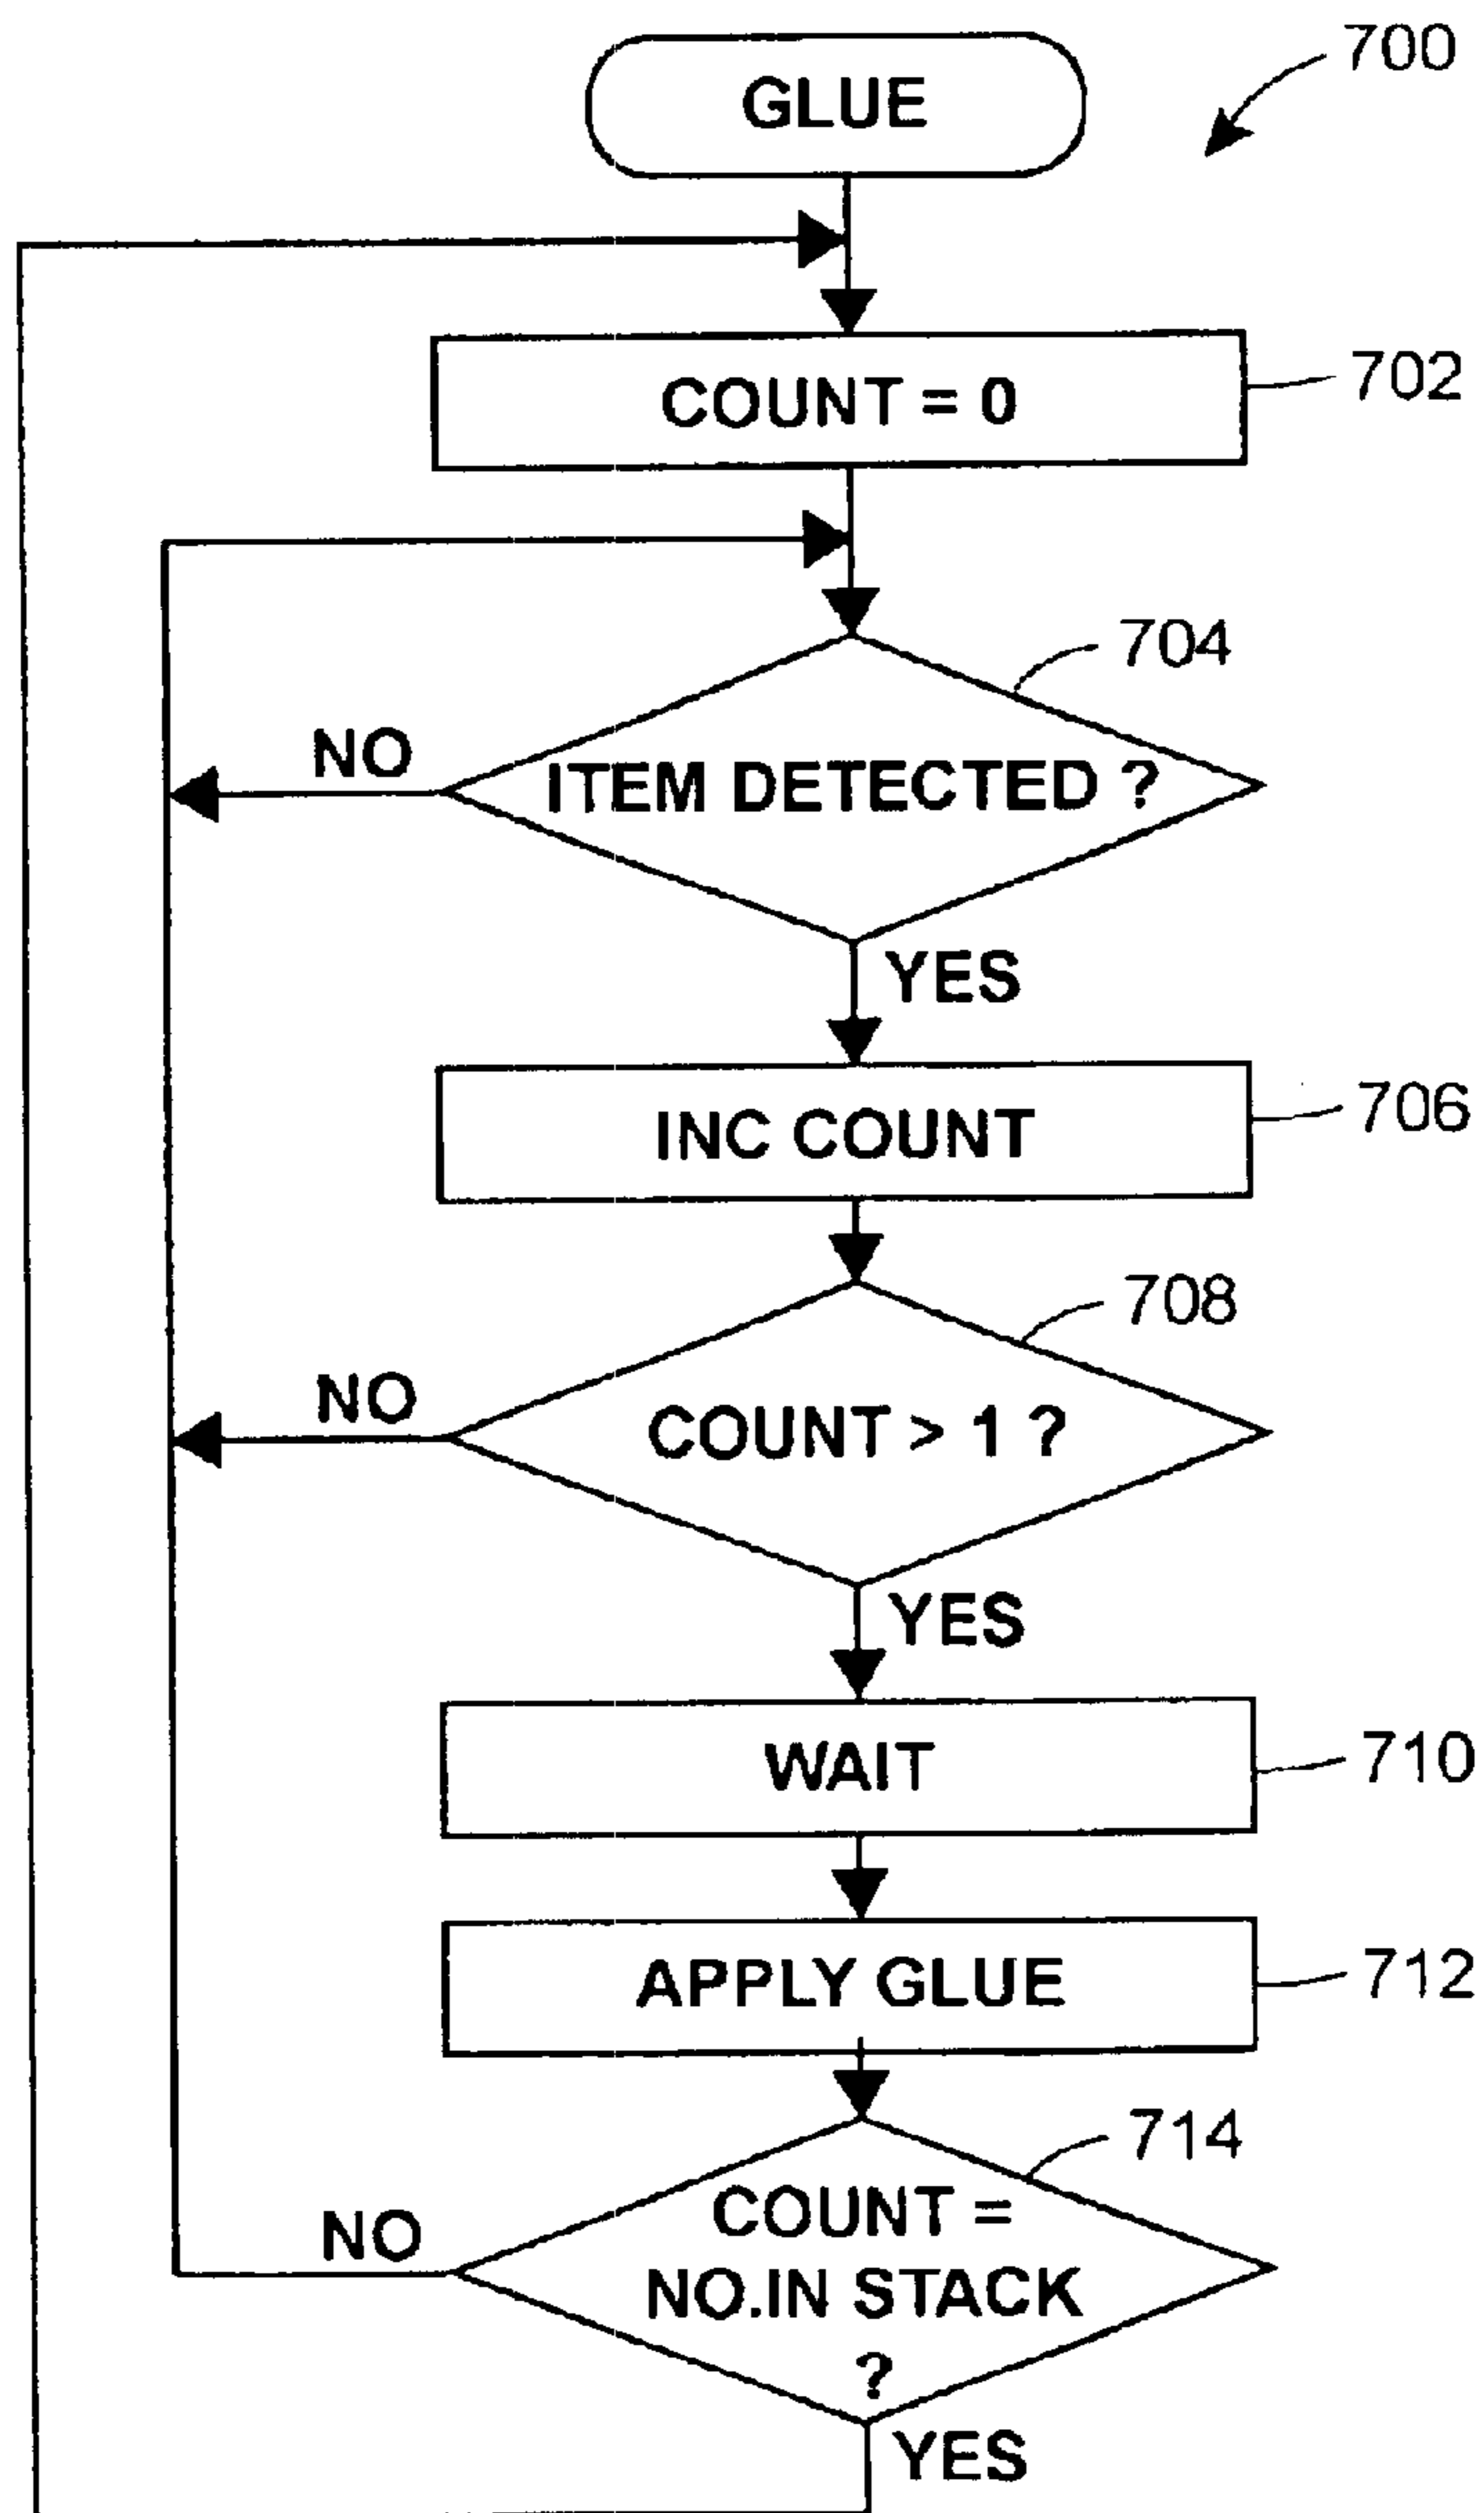 GLUE
700
COUNT = 0
702
704
NO
ITEM DETECTED ?
YES
INC COUNT
706
708
NO
COUNT > 1 ?
YES
WAIT
710
APPLY GLUE
712
714
COUNT =
NO
NO.IN STACK
?
YES